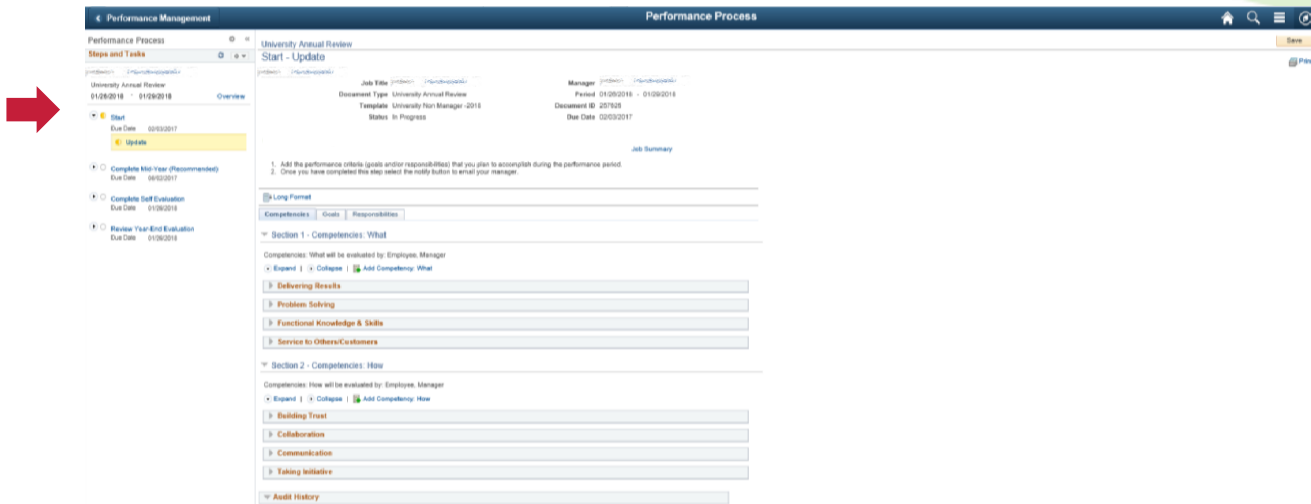 Performance Management
Performance Process
Performance Process
Steps and Tasks
University Annual Review
01/26/2018 - 01/29/2018 Overview
Start
Due Date 02/03/2017
Update
Complete Mid-Year (Recommended)
Due Date 06/02/2017
Complete Self Evaluation
Due Date 01/26/2018
Review Year-End Evaluation
Due Date 01/26/2018
University Annual Review
Save
Start - Update
Print
Job Title Manager
Document Type University Annual Review Period 01/26/2018 - 01/29/2018
Template University Non Manager -2018 Document ID 287828
Status In Progress Due Date 02/03/2017
Job Summary
1. Add the performance criteria (goals and/or responsibilities) that you plan to accomplish during the performance period.
2. Once you have completed this step select the notify button to email your manager.
Long Format
Competencies Goals Responsibilities
Section 1 - Competencies: What
Competencies: What will be evaluated by: Employee, Manager
Expand | Collapse | Add Competency: What
Delivering Results
Problem Solving
Functional Knowledge & Skills
Service to Others/Customers
Section 2 - Competencies: How
Competencies: How will be evaluated by: Employee, Manager
Expand | Collapse | Add Competency: How
Building Trust
Collaboration
Communication
Taking Initiative
Audit History